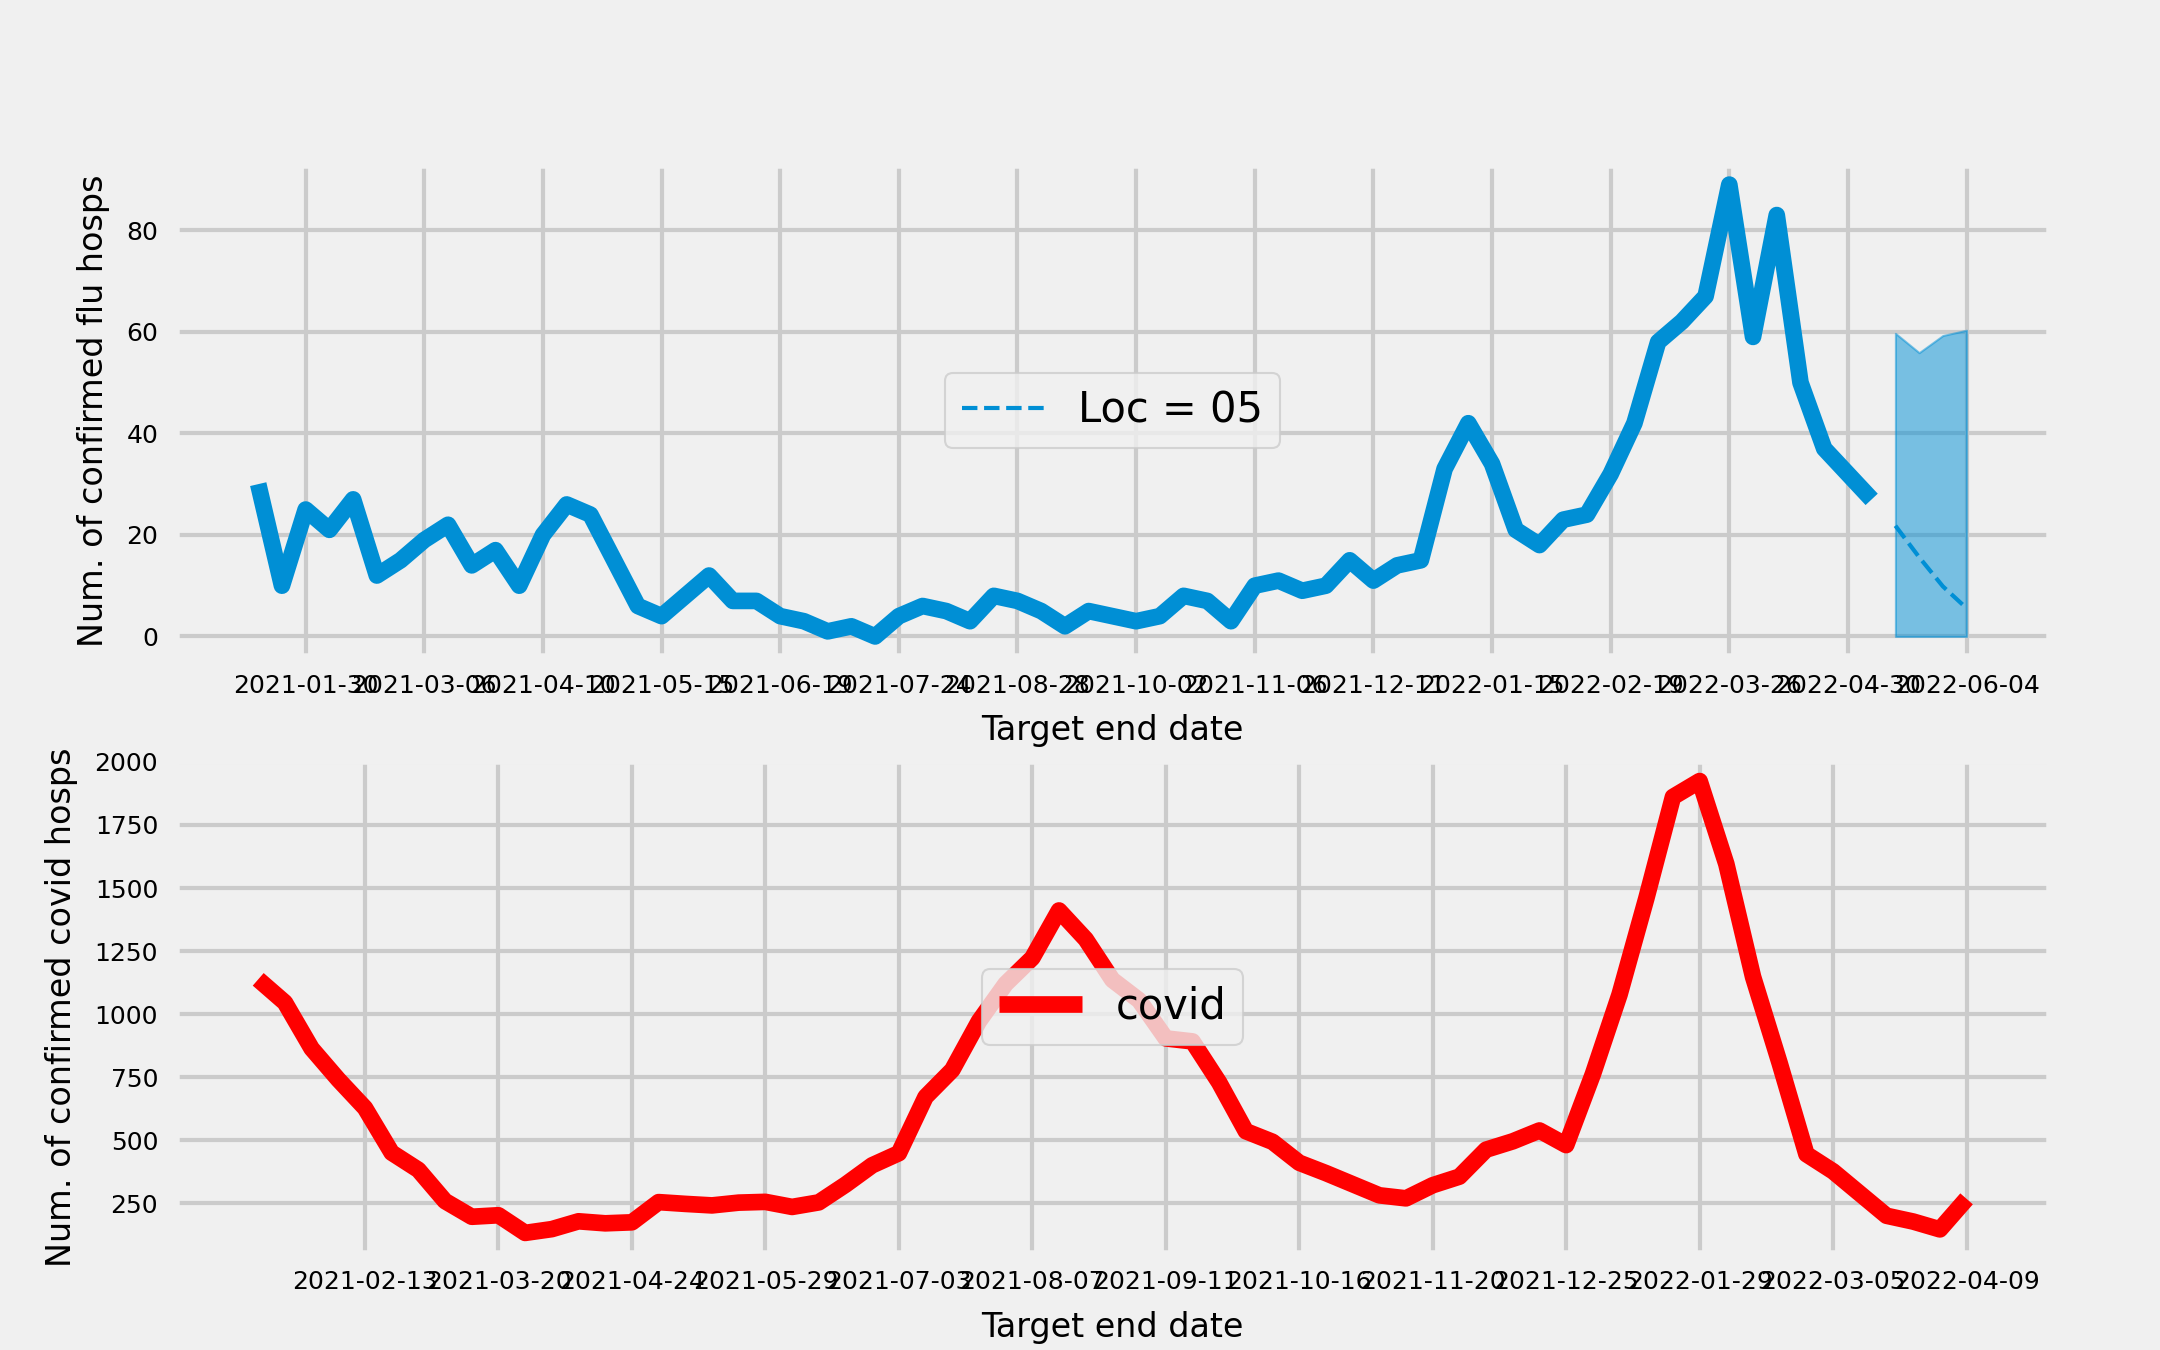 Num. of confirmed flu hosps
80
60
40
20
0
Loc = 05
2021-01-30 2021-03-06 2021-04-10 2021-05-15 2021-06-19 2021-07-24 2021-08-28 2021-10-02 2021-11-06 2021-12-11 2022-01-15 2022-02-19 2022-03-26 2022-04-30 2022-06-04
Target end date
Num. of confirmed covid hosps
2000
1750
1500
1250
1000
750
500
250
covid
2021-02-13 2021-03-20 2021-04-24 2021-05-29 2021-07-03 2021-08-07 2021-09-11 2021-10-16 2021-11-20 2021-12-25 2022-01-29 2022-03-05 2022-04-09
Target end date